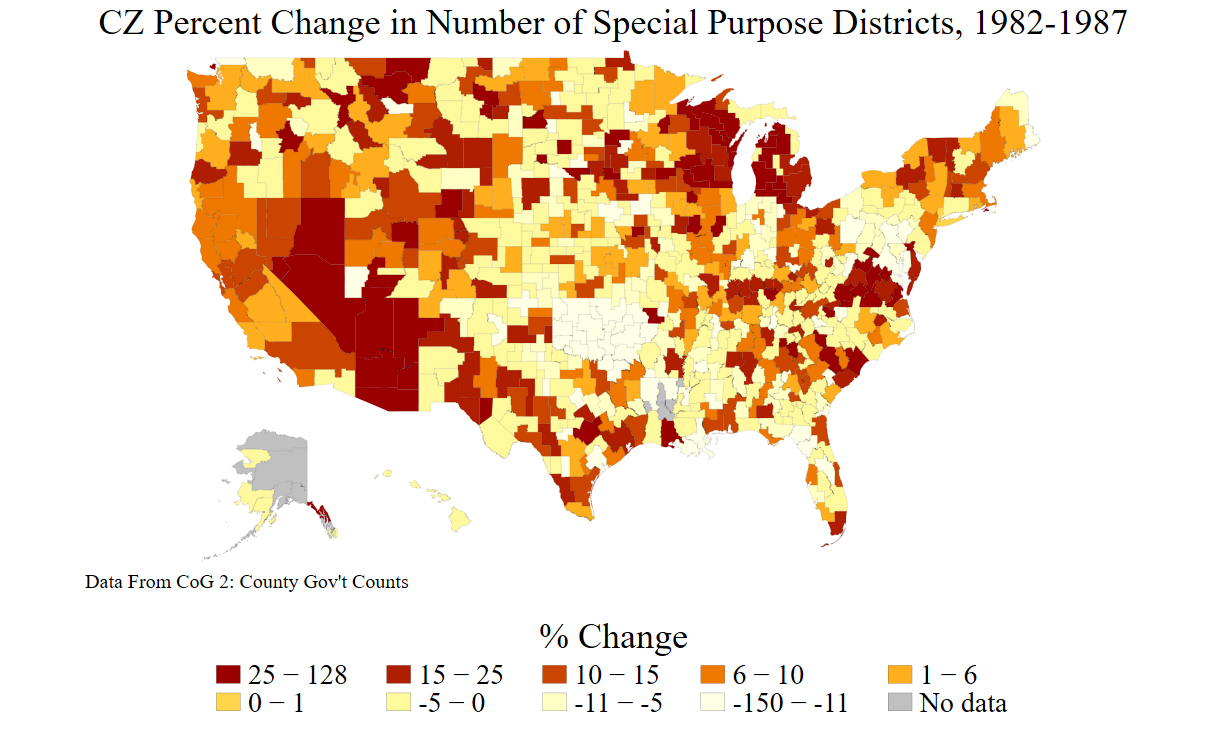 CZ Percent Change in Number of Special Purpose Districts, 1982-1987
Data From CoG 2: County Gov't Counts
% Change
25 − 128 15 − 25 10 − 15 6 − 10 1 − 6
0 − 1 -5 − 0 -11 − -5 -150 − -11 No data